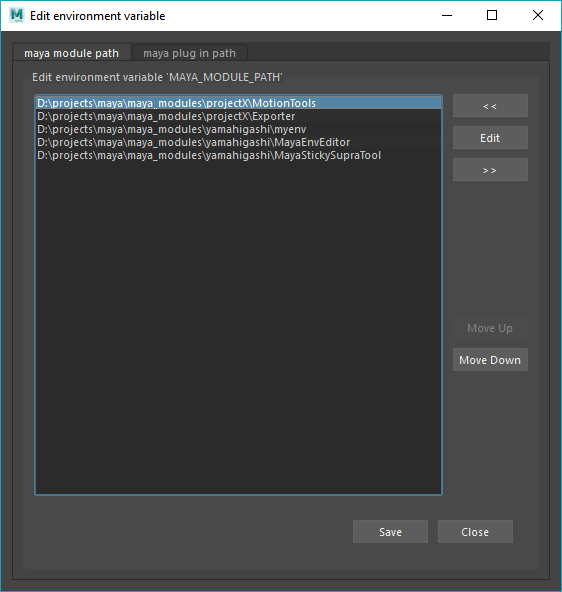 Edit environment variable
maya module path
maya plug in path
Edit environment variable 'MAYA_MODULE_PATH'
D:\projects\maya\maya_modules\projectX\MotionTools
D:\projects\maya\maya_modules\projectX\Exporter
D:\projects\maya\maya_modules\yamahigashi\myenv
D:\projects\maya\maya_modules\yamahigashi\MayaEnvEditor
D:\projects\maya\maya_modules\yamahigashi\MayaStickySupraTool
<<
Edit
>>
Move Up
Move Down
Save
Close